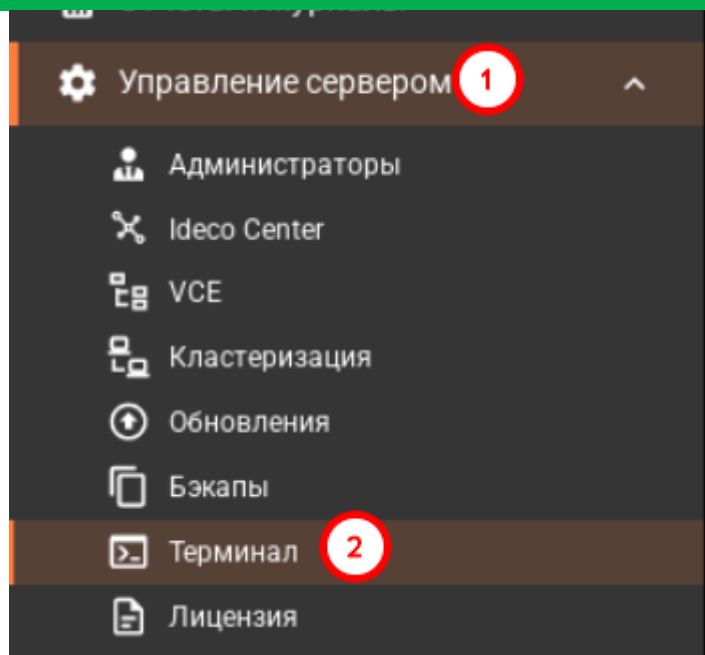 Управление сервером 1
Администраторы
Ideco Center
VCE
Кластеризация
Обновления
Бэкапы
Терминал 2
Лицензия